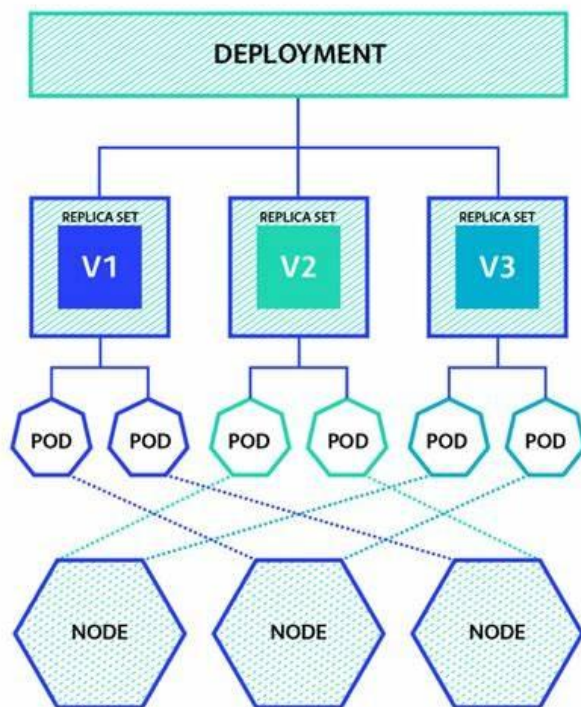 DEPLOYMENT
REPLICA SET
V1
REPLICA SET
V2
REPLICA SET
V3
POD
POD
POD
POD
POD
POD
NODE
NODE
NODE